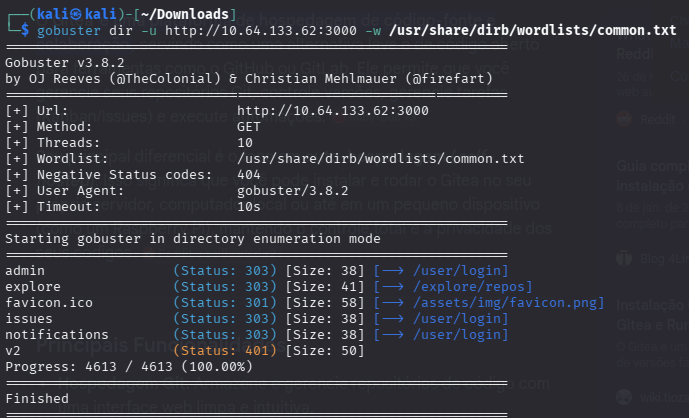 ┌──(kali㉿kali)-[~/Downloads]
└─$ gobuster dir -u http://10.64.133.62:3000 -w /usr/share/dirb/wordlists/common.txt
===============================================================
Gobuster v3.8.2
by OJ Reeves (@TheColonial) & Christian Mehlmauer (@firefart)
===============================================================
[+] Url:                     http://10.64.133.62:3000
[+] Method:                  GET
[+] Threads:                 10
[+] Wordlist:                /usr/share/dirb/wordlists/common.txt
[+] Negative Status codes:   404
[+] User Agent:              gobuster/3.8.2
[+] Timeout:                 10s
===============================================================
Starting gobuster in directory enumeration mode
===============================================================
admin                (Status: 303) [Size: 38] [--> /user/login]
explore              (Status: 303) [Size: 41] [--> /explore/repos]
favicon.ico          (Status: 301) [Size: 58] [--> /assets/img/favicon.png]
issues               (Status: 303) [Size: 38] [--> /user/login]
notifications        (Status: 303) [Size: 38] [--> /user/login]
v2                   (Status: 401) [Size: 50]
Progress: 4613 / 4613 (100.00%)
===============================================================
Finished
===============================================================